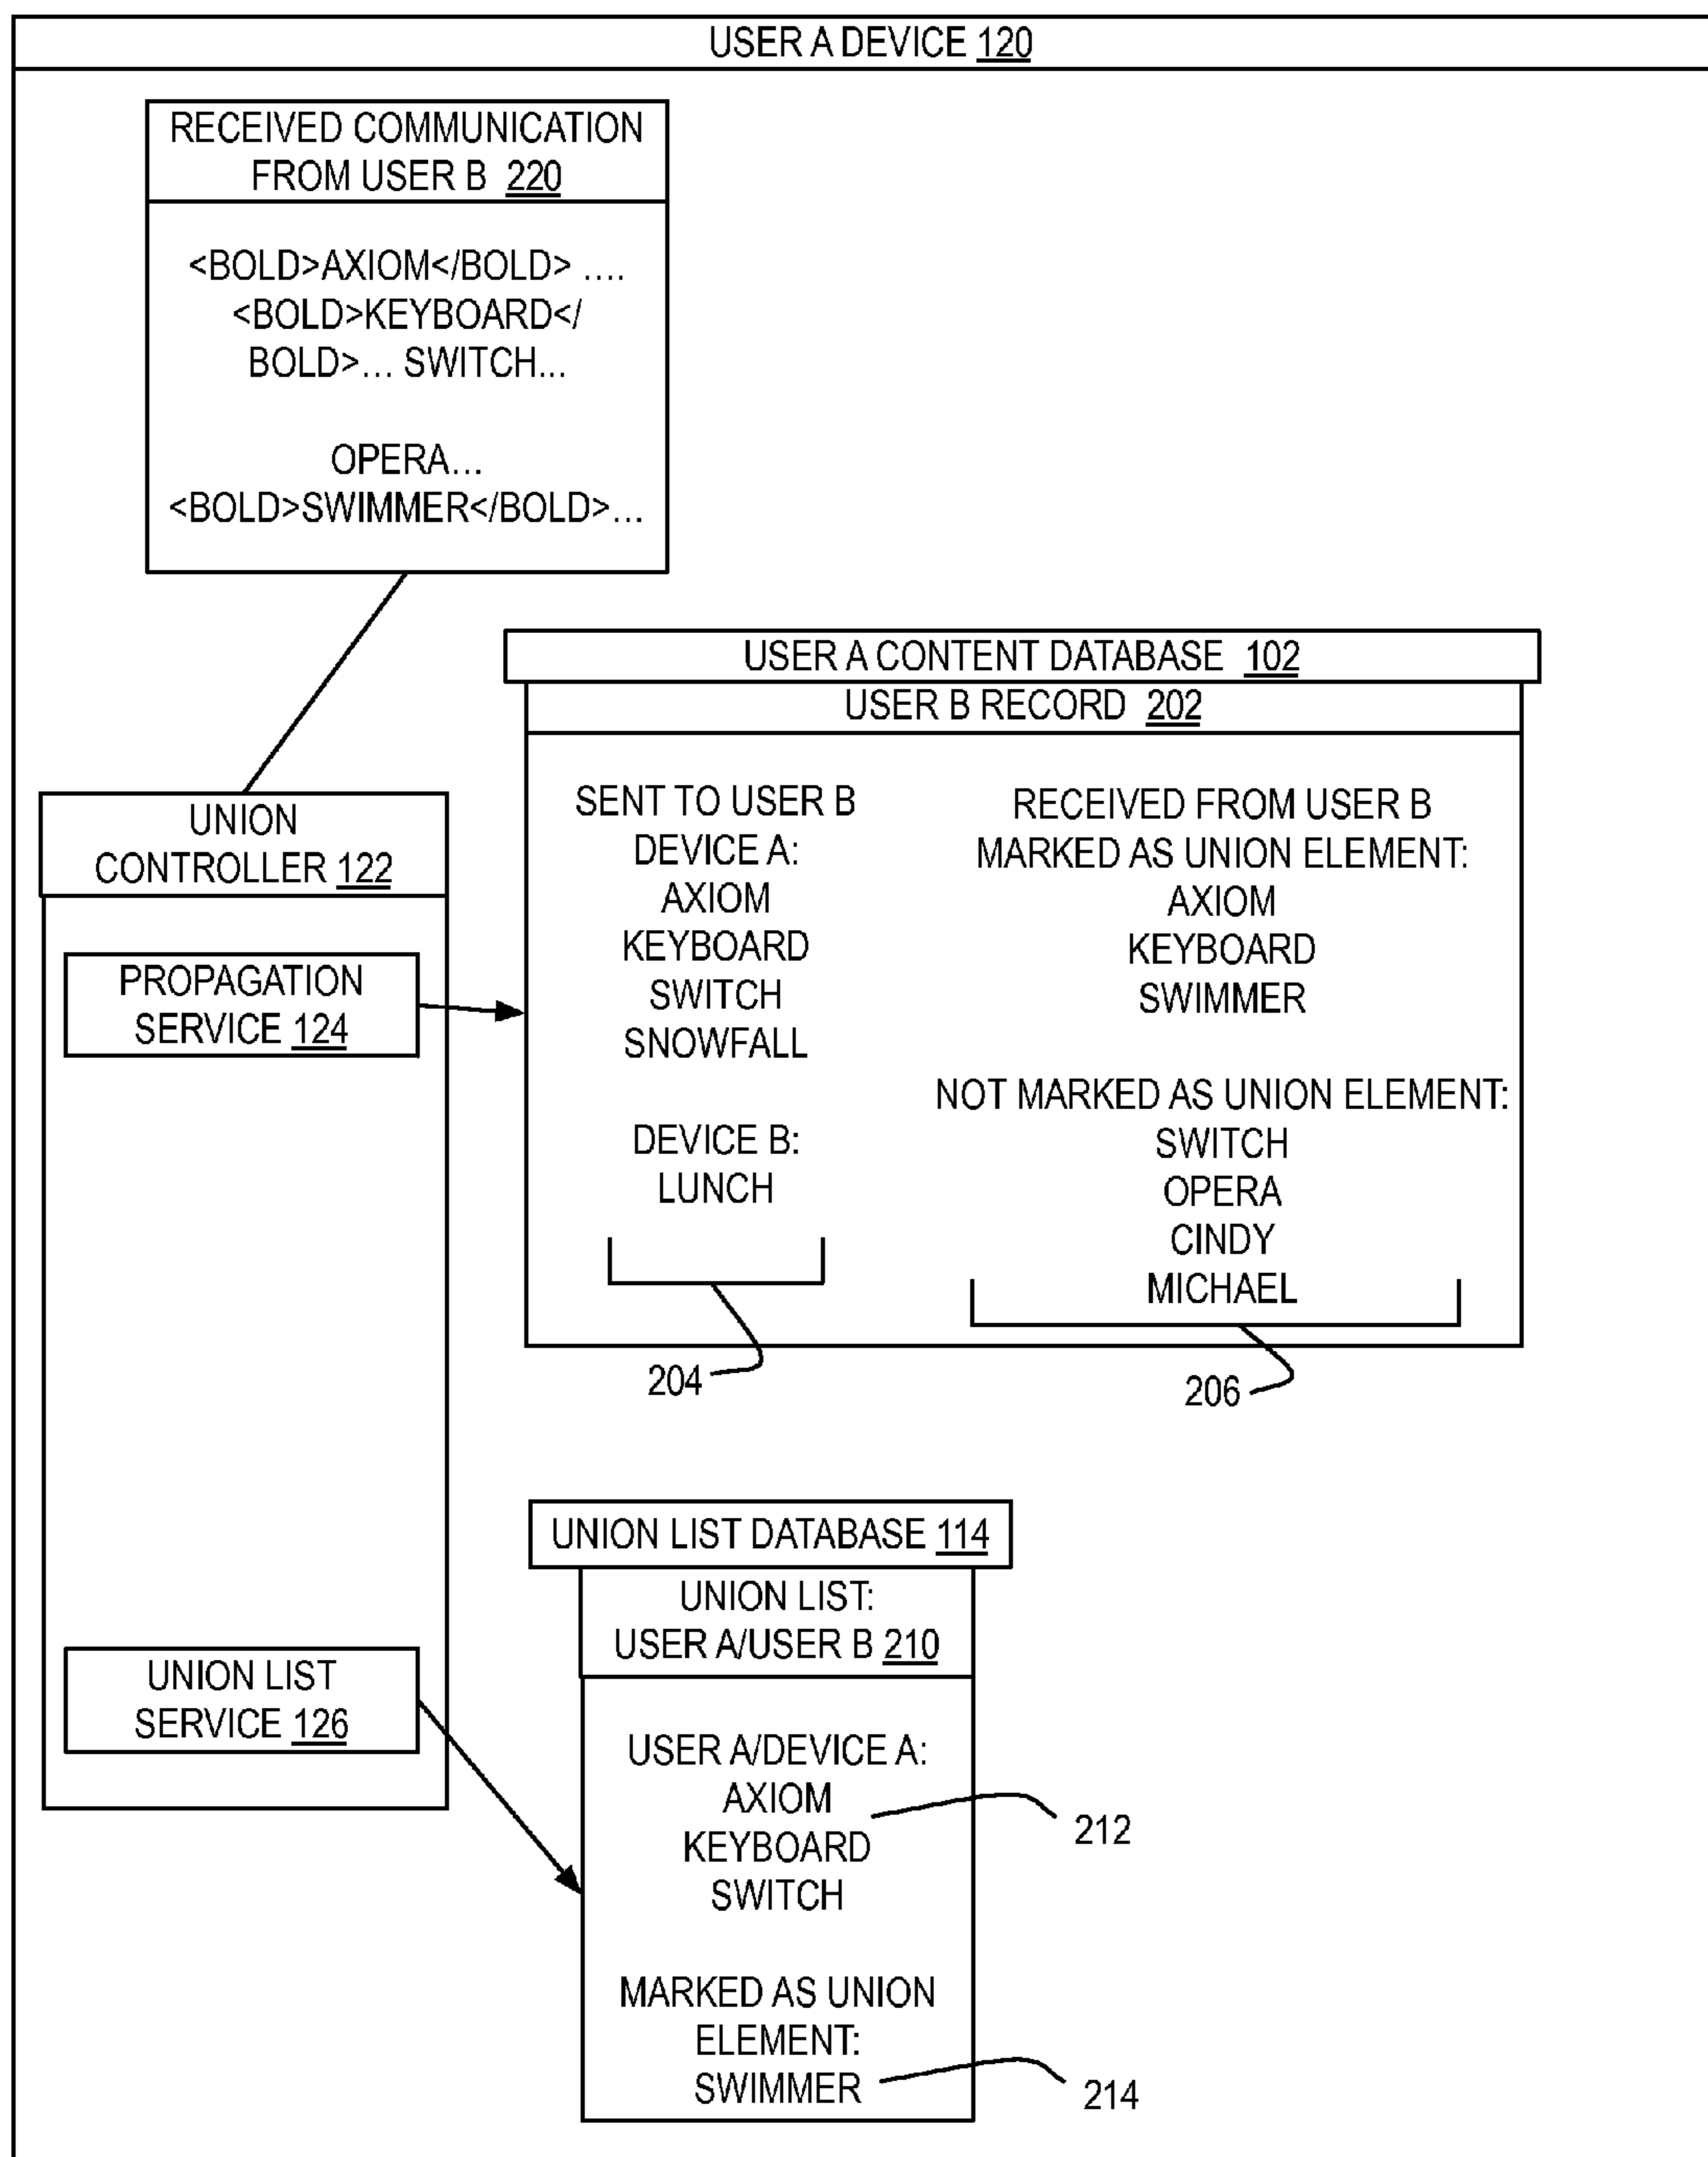 USER A DEVICE 120
RECEIVED COMMUNICATION
FROM USER B 220
<BOLD>AXIOM</BOLD> ....
<BOLD>KEYBOARD</
BOLD>... SWITCH...
OPERA...
<BOLD>SWIMMER</BOLD>...
USER A CONTENT DATABASE 102
USER B RECORD 202
SENT TO USER B
DEVICE A:
AXIOM
KEYBOARD
SWITCH
SNOWFALL
DEVICE B:
LUNCH
204
RECEIVED FROM USER B
MARKED AS UNION ELEMENT:
AXIOM
KEYBOARD
SWIMMER
NOT MARKED AS UNION ELEMENT:
SWITCH
OPERA
CINDY
MICHAEL
206
UNION
CONTROLLER 122
PROPAGATION
SERVICE 124
UNION LIST
SERVICE 126
UNION LIST DATABASE 114
UNION LIST:
USER A/USER B 210
USER A/DEVICE A:
AXIOM
KEYBOARD
SWITCH
212
MARKED AS UNION
ELEMENT:
SWIMMER
214